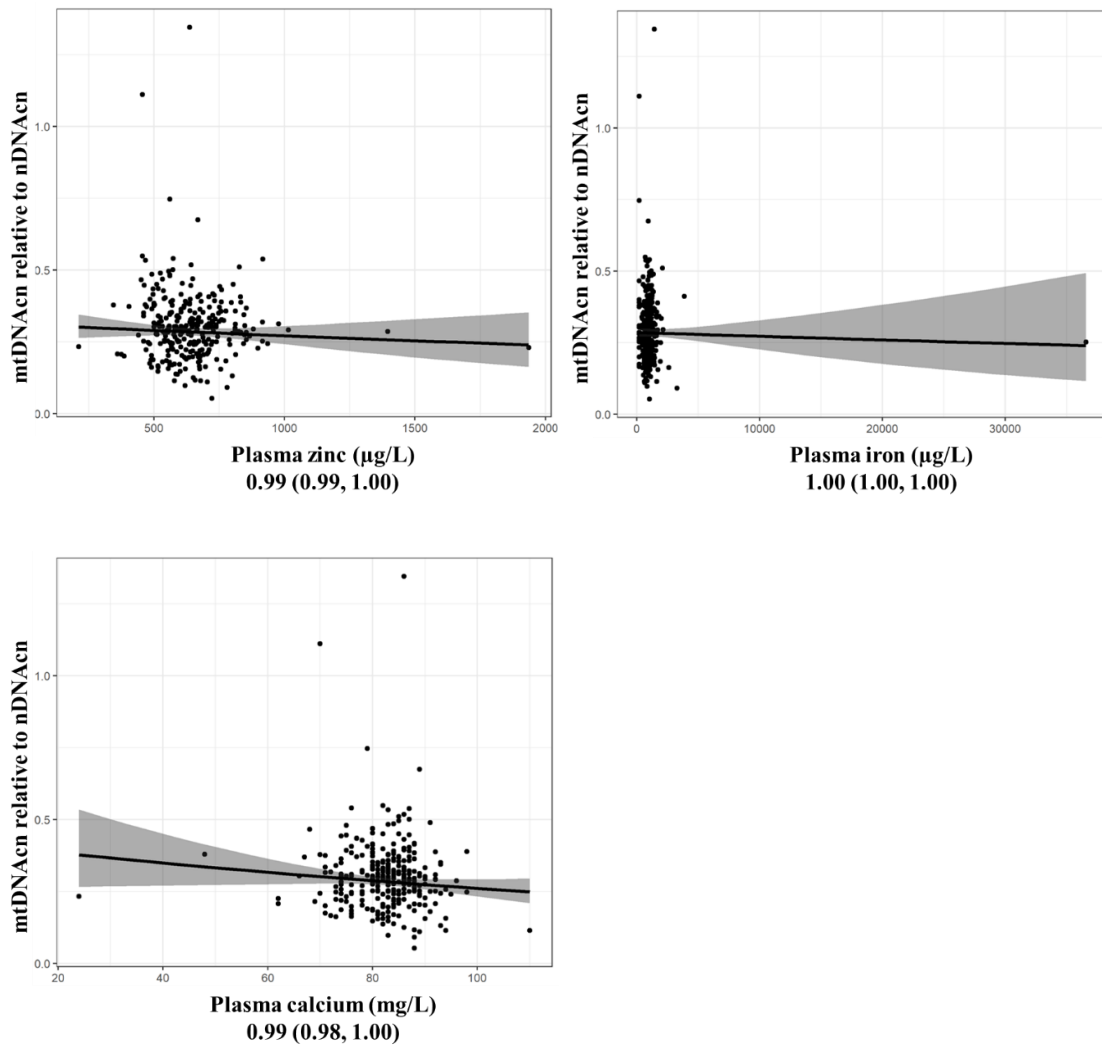 mtDNAcn relative to nDNAcn
1.0
0.5
0.0
500
1000
1500
2000
Plasma zinc (µg/L)
0.99 (0.99, 1.00)
mtDNAcn relative to nDNAcn
1.0
0.5
0.0
0
10000
20000
30000
Plasma iron (µg/L)
1.00 (1.00, 1.00)
mtDNAcn relative to nDNAcn
1.0
0.5
0.0
20
40
60
80
100
Plasma calcium (mg/L)
0.99 (0.98, 1.00)